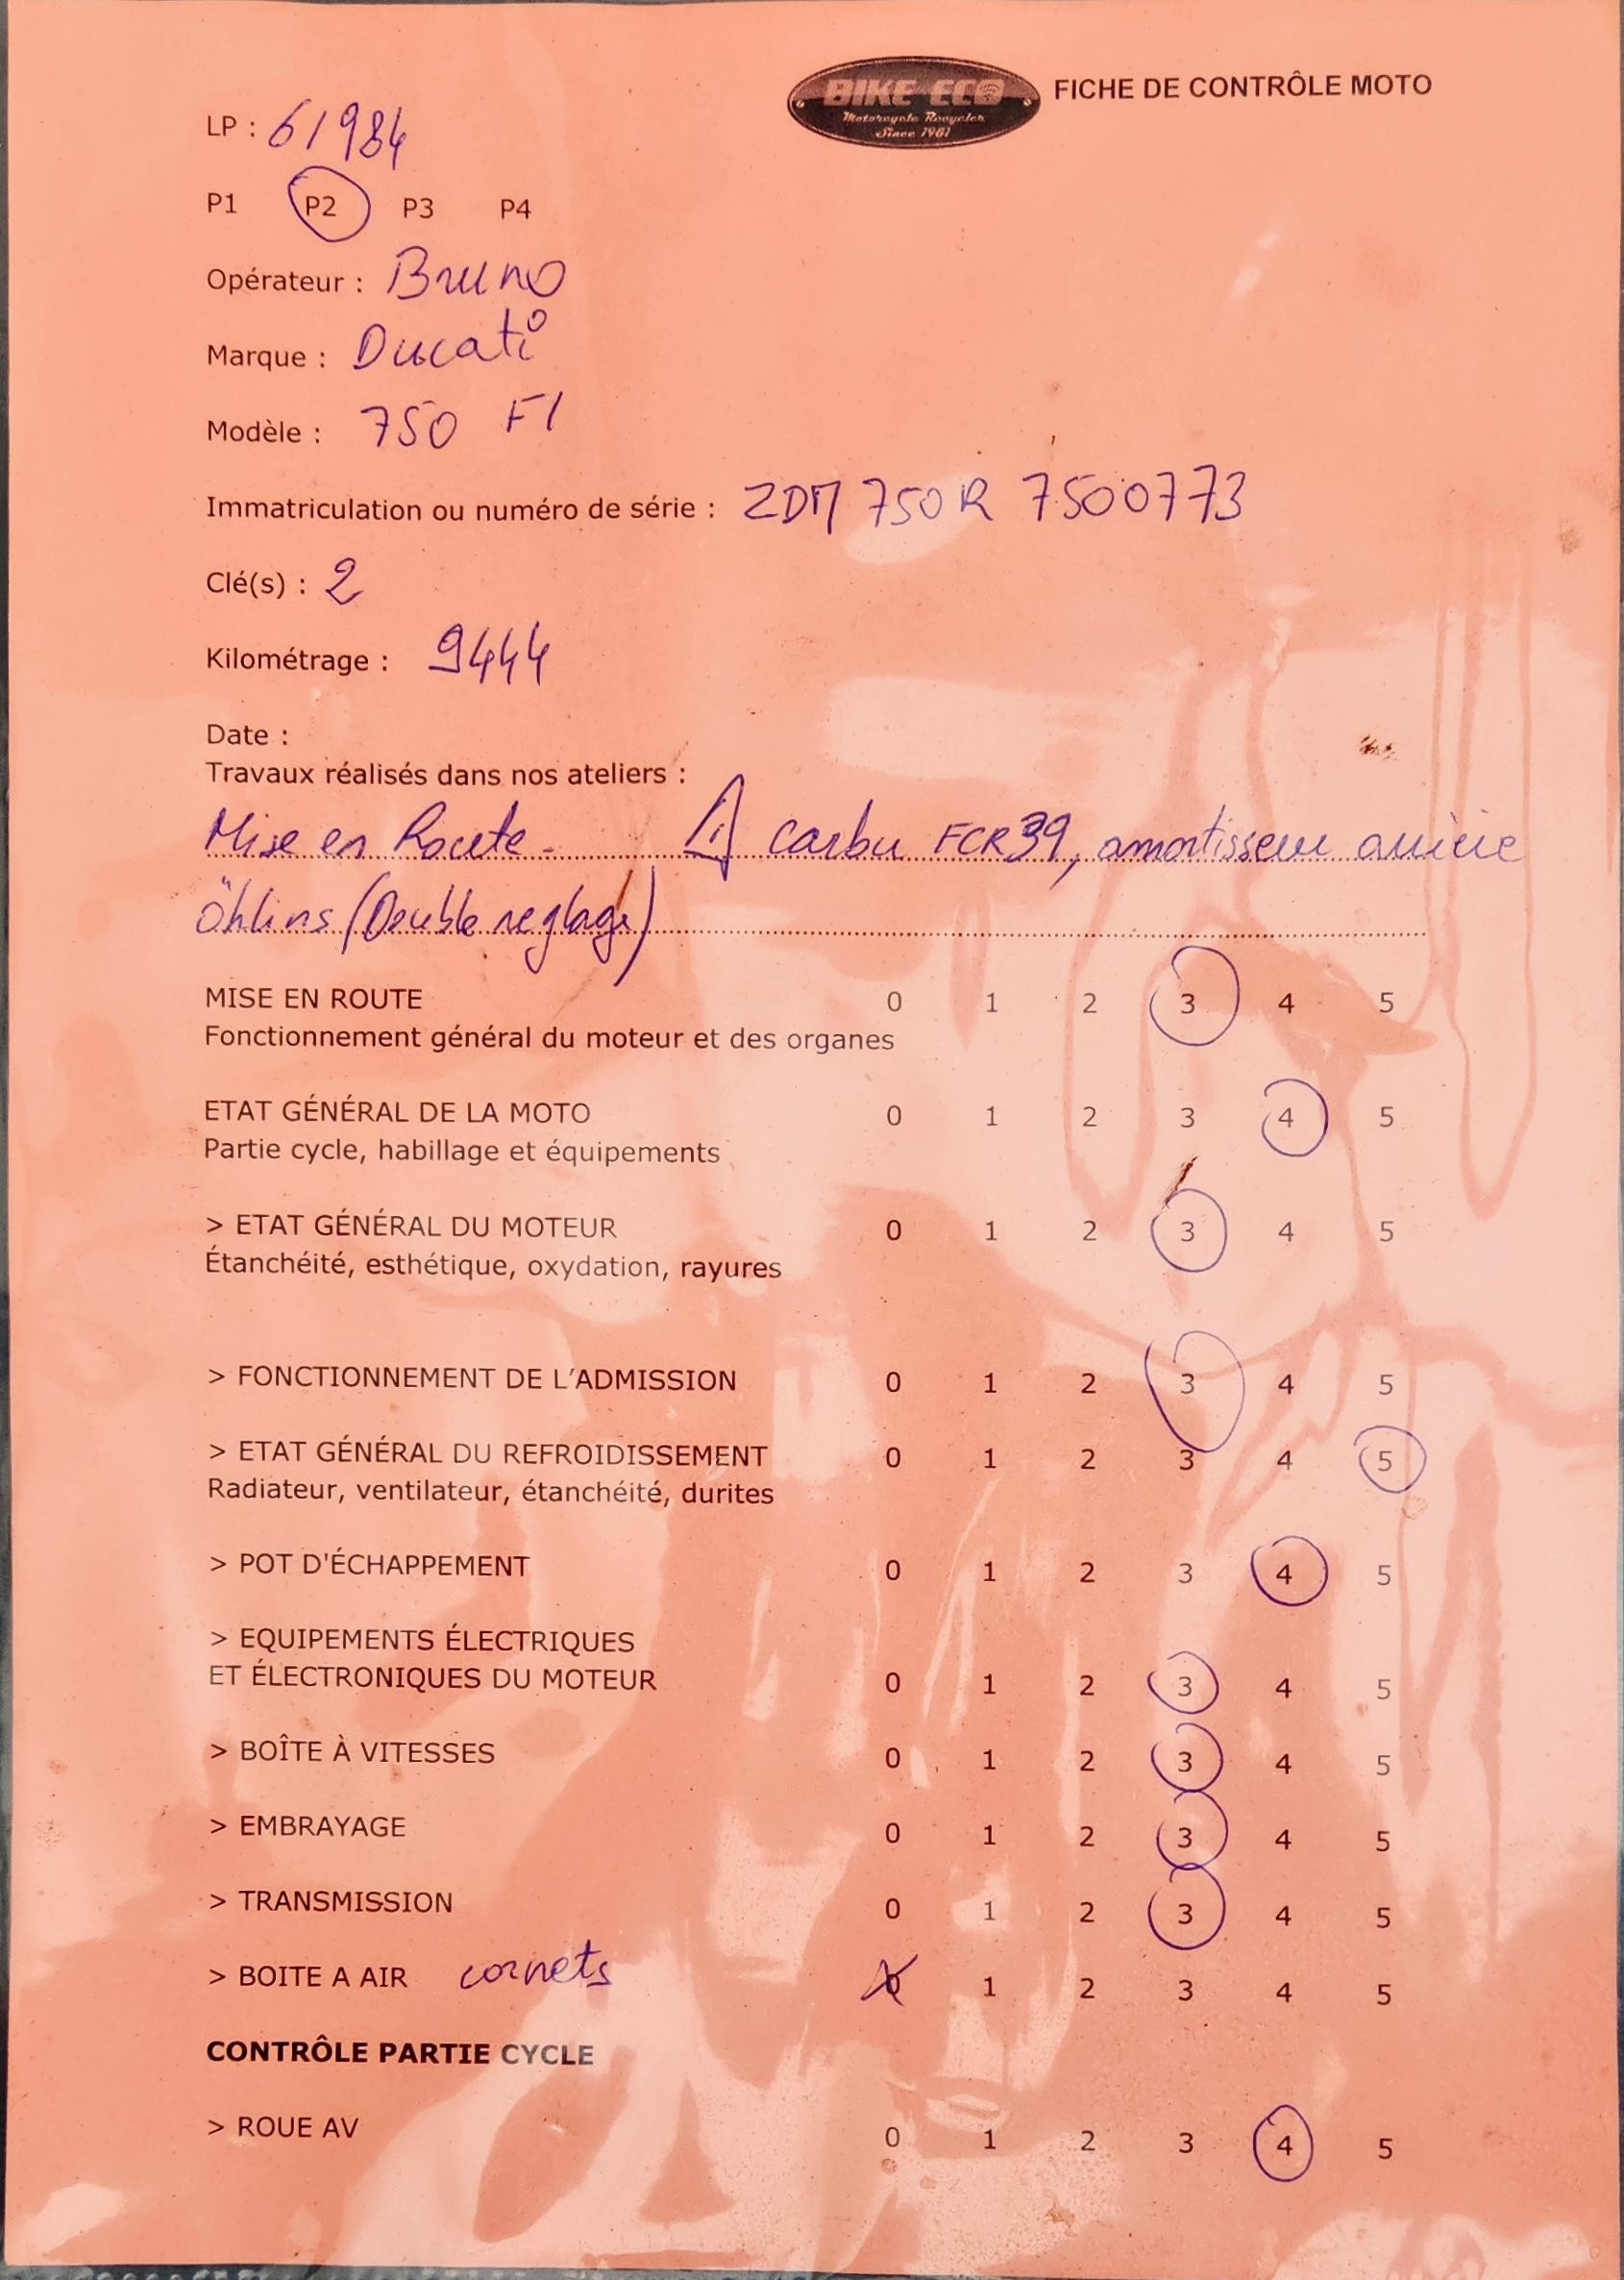 BIKE ECO
Motorcycle Recycler
Since 1981
FICHE DE CONTRÔLE MOTO
LP : 61984
P1 P2 P3 P4
Opérateur : Bruno
Marque : Ducati
Modèle : 750 F1
Immatriculation ou numéro de série : ZDM 750R 7500773
Clé(s) : 2
Kilométrage : 9444
Date :
Travaux réalisés dans nos ateliers :
Mise en Route - ⚠ carbu FCR39, amortisseur arrière
Öhlins (Double reglage)
MISE EN ROUTE 0 1 2 3 4 5
Fonctionnement général du moteur et des organes
ETAT GÉNÉRAL DE LA MOTO 0 1 2 3 4 5
Partie cycle, habillage et équipements
> ETAT GÉNÉRAL DU MOTEUR 0 1 2 3 4 5
Étanchéité, esthétique, oxydation, rayures
> FONCTIONNEMENT DE L'ADMISSION 0 1 2 3 4 5
> ETAT GÉNÉRAL DU REFROIDISSEMENT 0 1 2 3 4 5
Radiateur, ventilateur, étanchéité, durites
> POT D'ÉCHAPPEMENT 0 1 2 3 4 5
> EQUIPEMENTS ÉLECTRIQUES
ET ÉLECTRONIQUES DU MOTEUR 0 1 2 3 4 5
> BOÎTE À VITESSES 0 1 2 3 4 5
> EMBRAYAGE 0 1 2 3 4 5
> TRANSMISSION 0 1 2 3 4 5
> BOITE A AIR cornets 0 1 2 3 4 5
CONTRÔLE PARTIE CYCLE
> ROUE AV 0 1 2 3 4 5